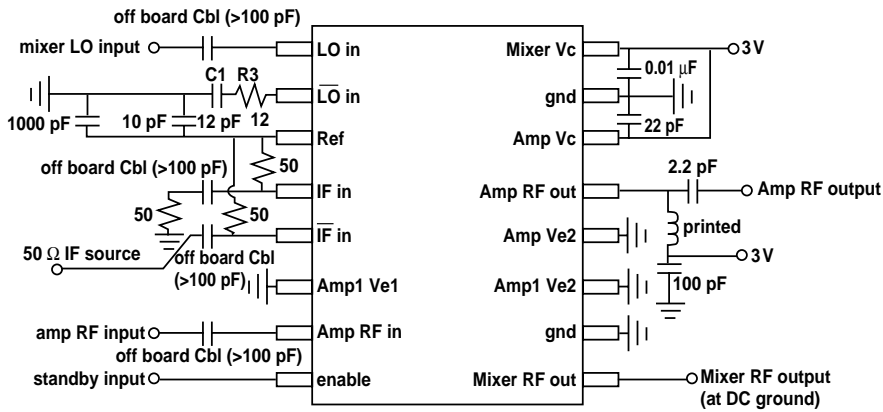 off board Cbl (>100 pF)
mixer LO input
LO in
Mixer Vc
3 V
C1 R3
LO in
0.01 μF
gnd
1000 pF
10 pF
12 pF
12
Ref
22 pF
Amp Vc
off board Cbl (>100 pF)
50
2.2 pF
IF in
Amp RF out
Amp RF output
50
50
printed
IF in
Amp Ve2
50 Ω IF source
off board Cbl
(>100 pF)
3 V
Amp1 Ve1
Amp1 Ve2
100 pF
amp RF input
Amp RF in
gnd
off board Cbl (>100 pF)
standby input
enable
Mixer RF out
Mixer RF output
(at DC ground)